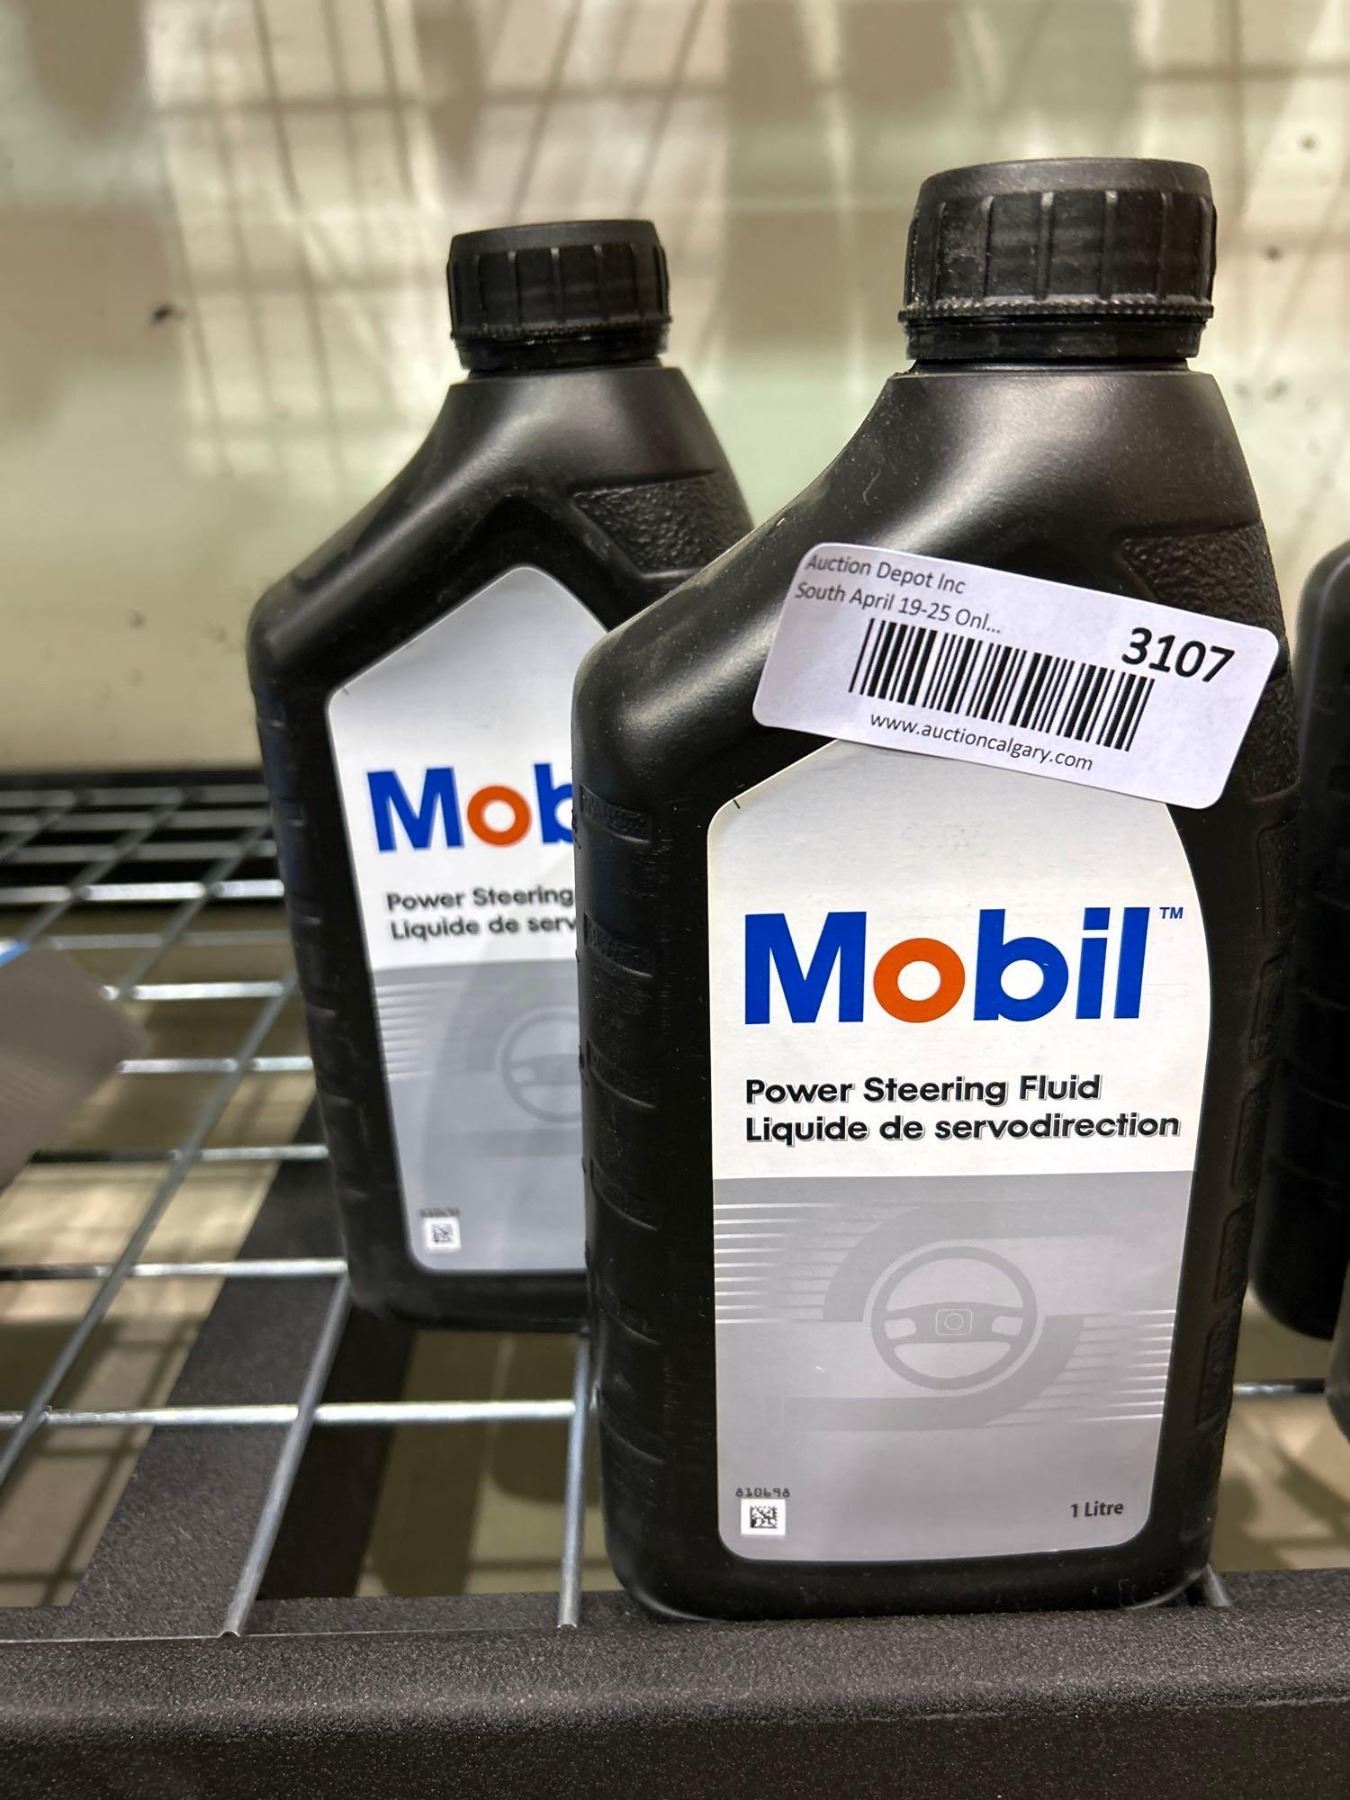 Auction Depot Inc
South April 19-25 Onl...
3107
www.auctioncalgary.com
Mobil™
Power Steering Fluid
Liquide de servodirection
810698
1 Litre
Mob
Power Steering
Liquide de serv